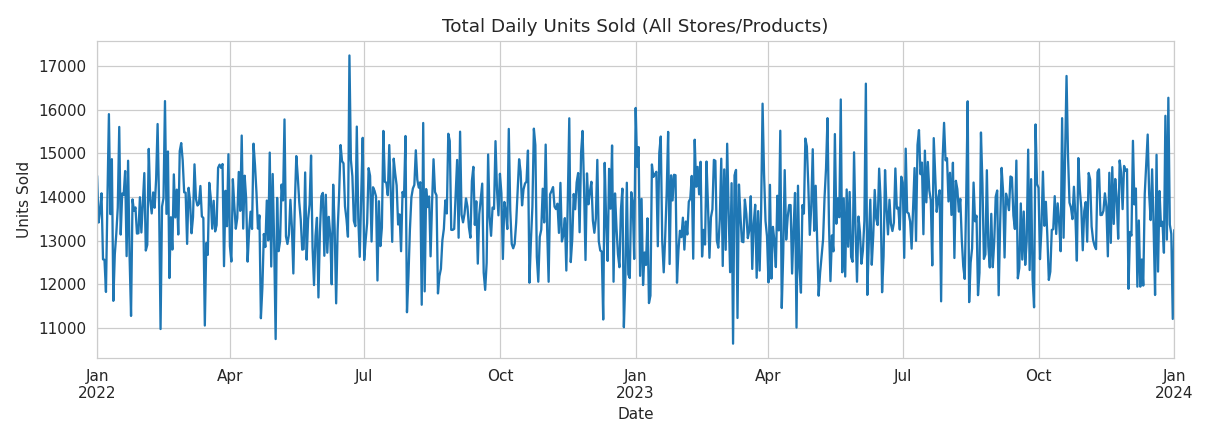 Total Daily Units Sold (All Stores/Products)
17000
16000
15000
14000
13000
12000
11000
Units Sold
Jan Apr Jul Oct Jan Apr Jul Oct Jan
2022 2023 2024
Date